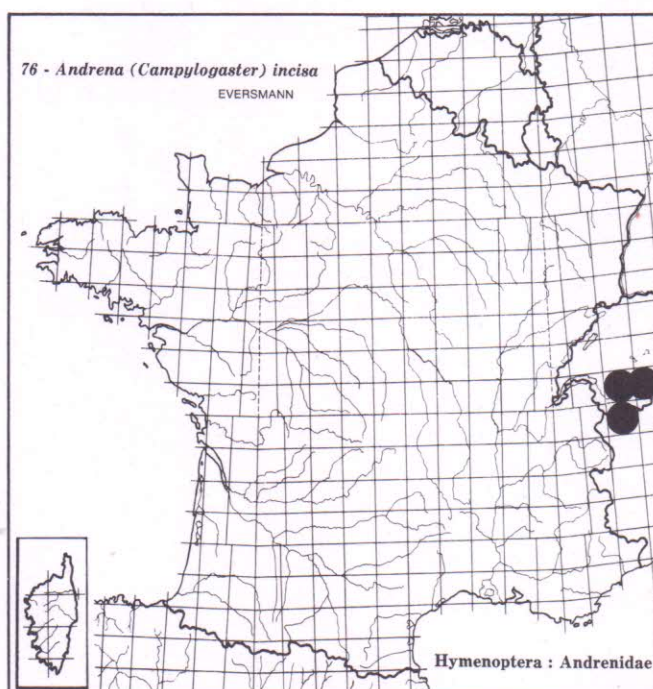 76 - Andrena (Campylogaster) incisa
EVERSMANN
Hymenoptera : Andrenidae